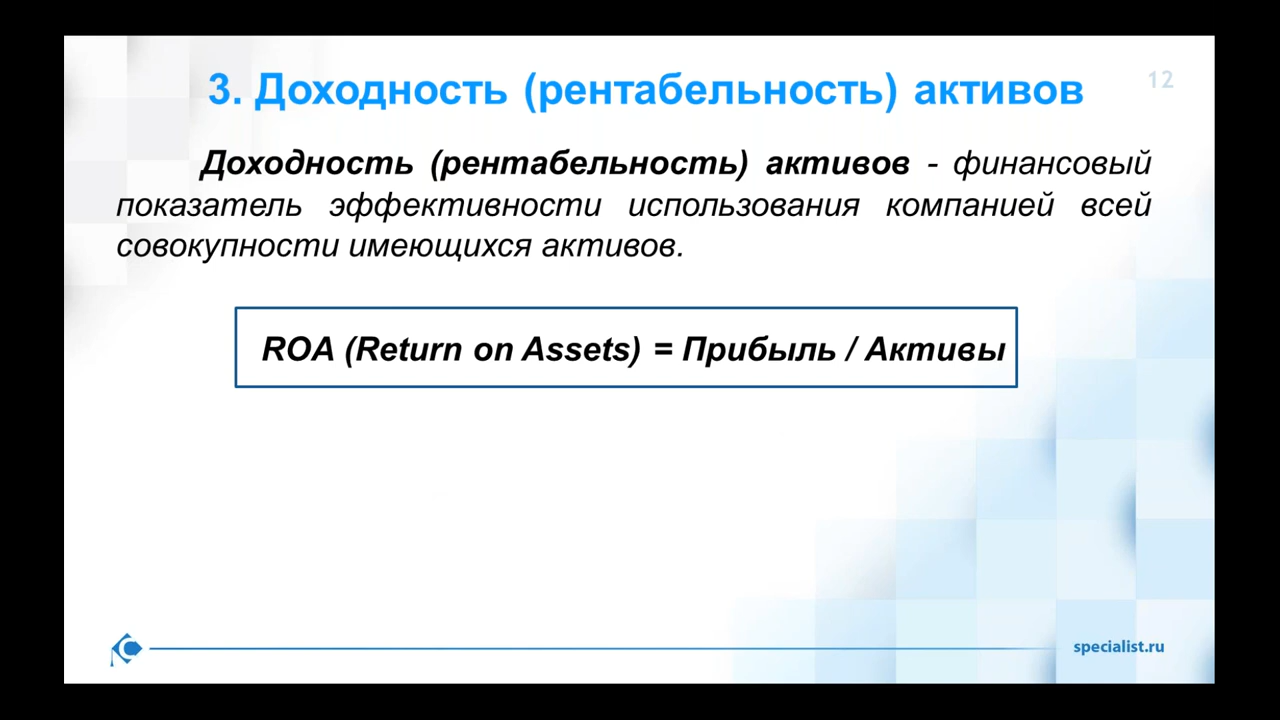 3. Доходность (рентабельность) активов
12
Доходность (рентабельность) активов - финансовый
показатель эффективности использования компанией всей
совокупности имеющихся активов.
ROA (Return on Assets) = Прибыль / Активы
specialist.ru